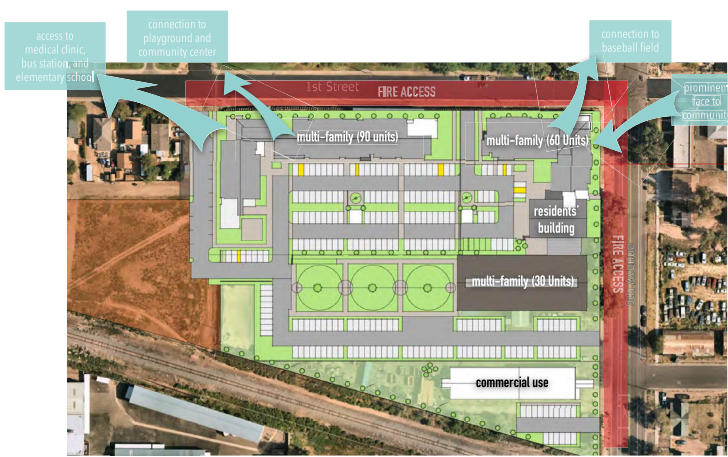 access to
medical clinic,
bus station, and
elementary school
connection to
playground and
community center
connection to
baseball field
prominent
face to
community
1st Street
FIRE ACCESS
multi-family (90 units)
multi-family (60 Units)
residents'
building
multi-family (30 Units)
FIRE ACCESS
commercial use